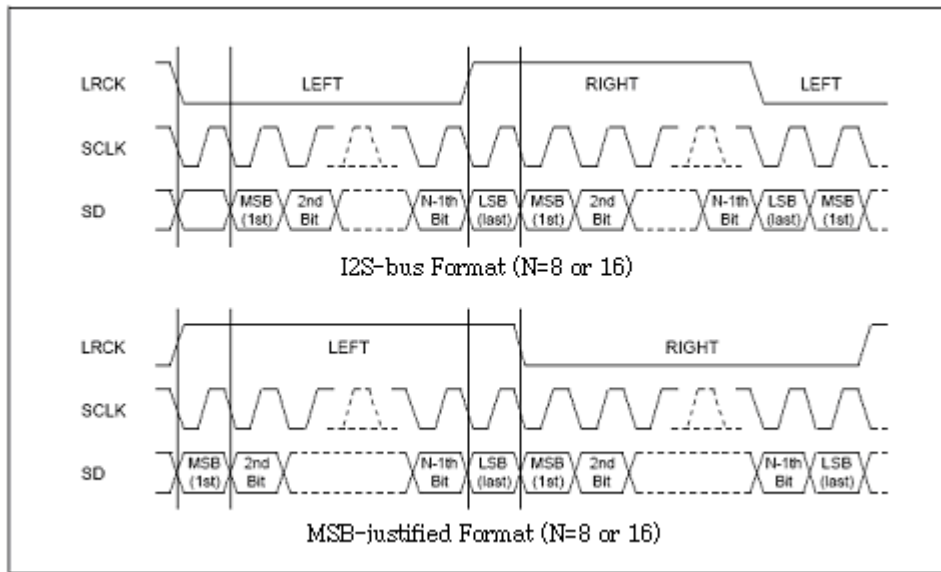 LRCK LEFT RIGHT LEFT
SCLK
SD MSB (1st) 2nd Bit N-1th Bit LSB (last) MSB (1st) 2nd Bit N-1th Bit LSB (last) MSB (1st)
I2S-bus Format (N=8 or 16)
LRCK LEFT RIGHT
SCLK
SD MSB (1st) 2nd Bit N-1th Bit LSB (last) MSB (1st) 2nd Bit N-1th Bit LSB (last)
MSB-justified Format (N=8 or 16)